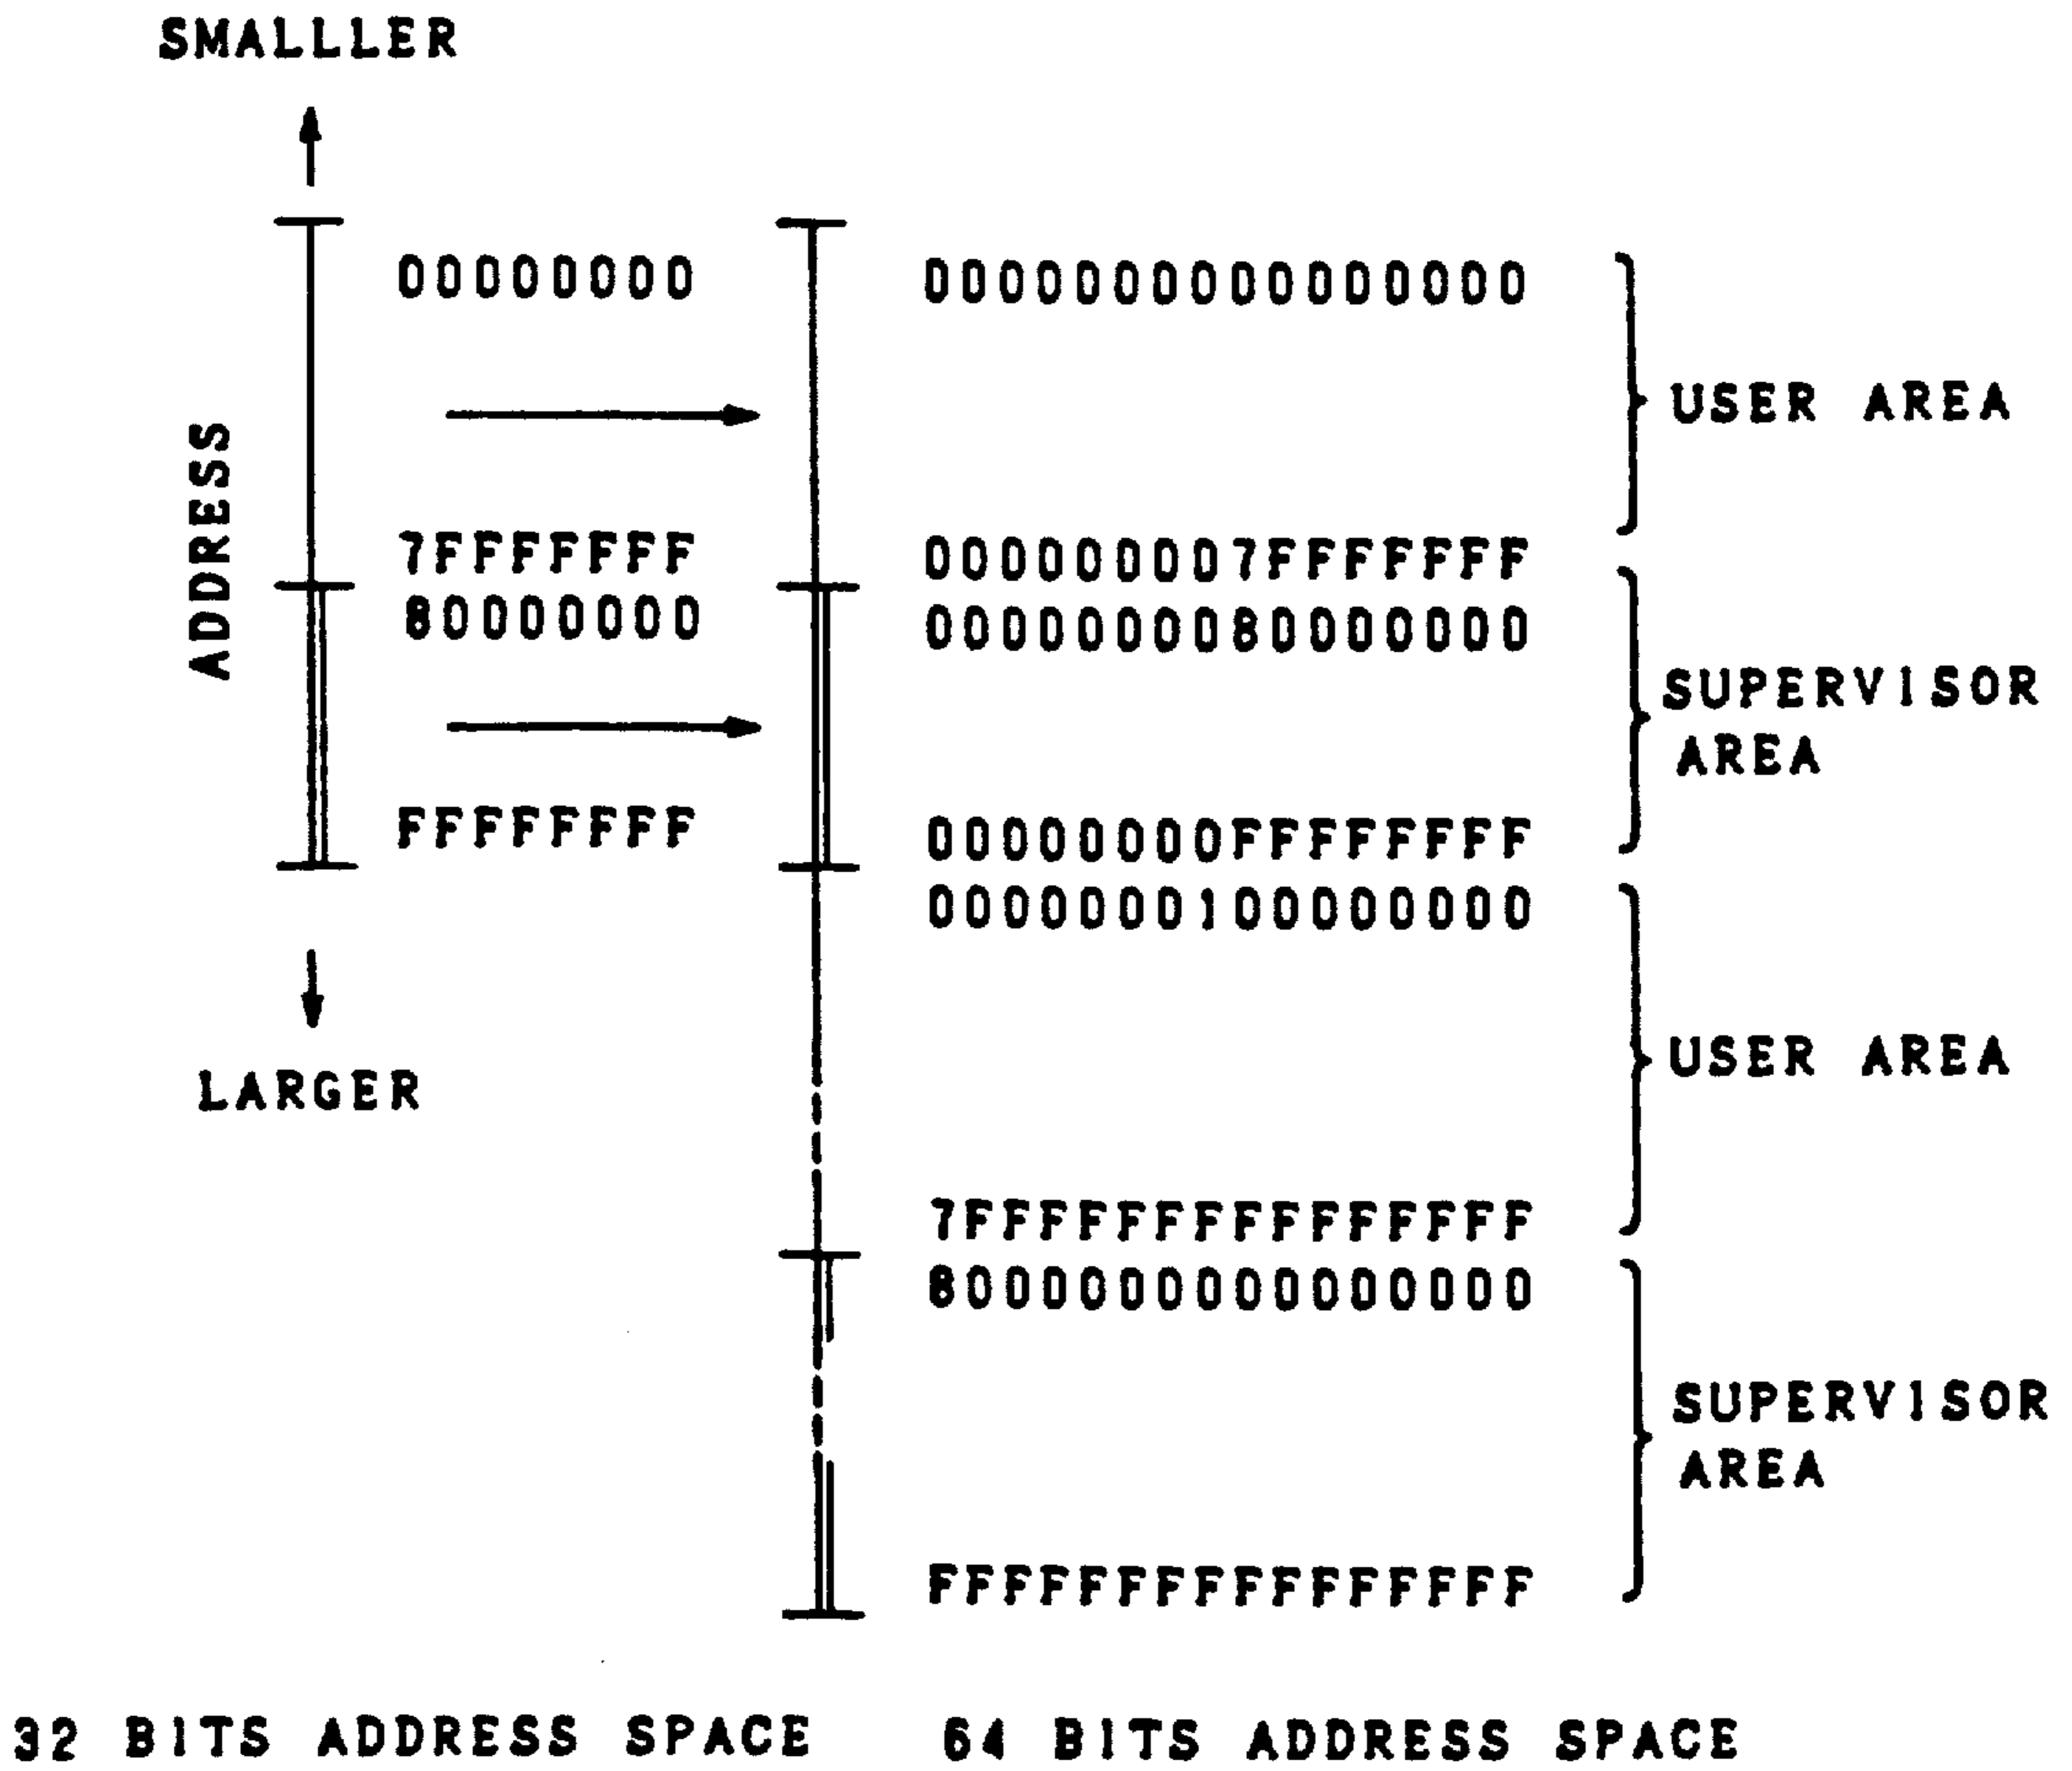 SMALLLER
ADDRESS
00000000
0000000000000000
USER AREA
7FFFFFFF
000000007FFFFFFF
80000000
0000000080000000
SUPERVISOR
AREA
FFFFFFFF
00000000FFFFFFFF
0000000100000000
USER AREA
LARGER
7FFFFFFFFFFFFFFF
8000000000000000
SUPERVISOR
AREA
FFFFFFFFFFFFFFFF
32 BITS ADDRESS SPACE
64 BITS ADDRESS SPACE